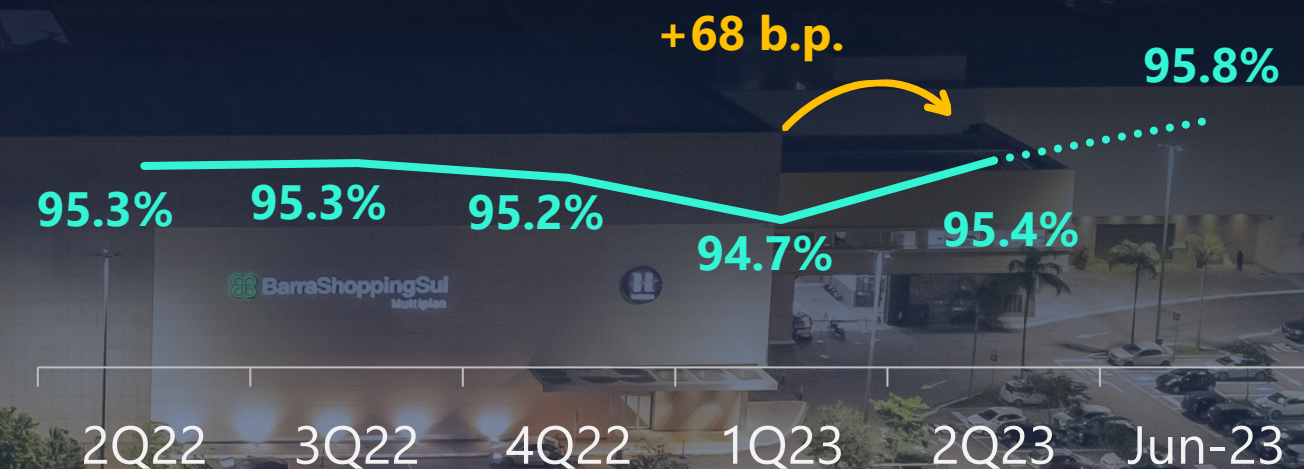 +68 b.p.
95.8%
95.3%
95.3%
95.2%
94.7%
95.4%
BarraShoppingSul
Multiplan
2Q22
3Q22
4Q22
1Q23
2Q23
Jun-23